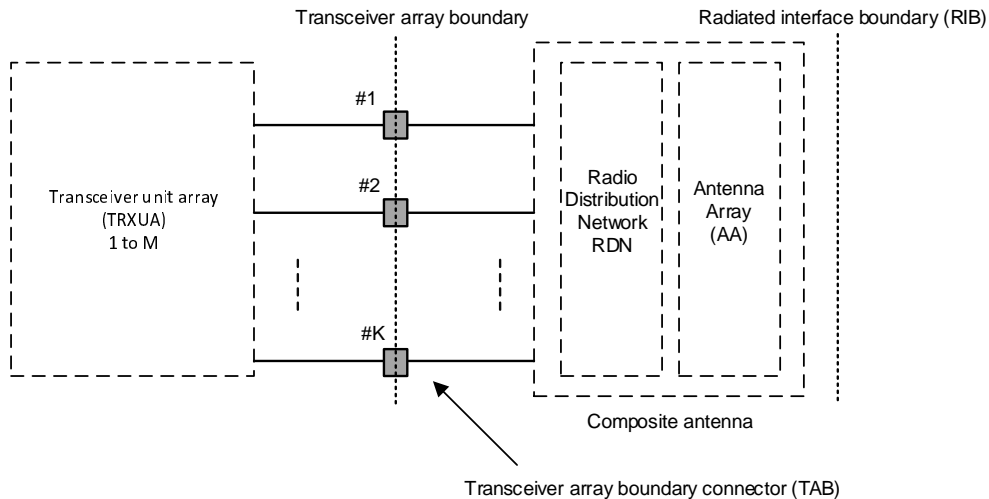 Transceiver array boundary
Radiated interface boundary (RIB)
#1
#2
#K
Transceiver unit array
(TRXUA)
1 to M
Radio
Distribution
Network
RDN
Antenna
Array
(AA)
Composite antenna
Transceiver array boundary connector (TAB)